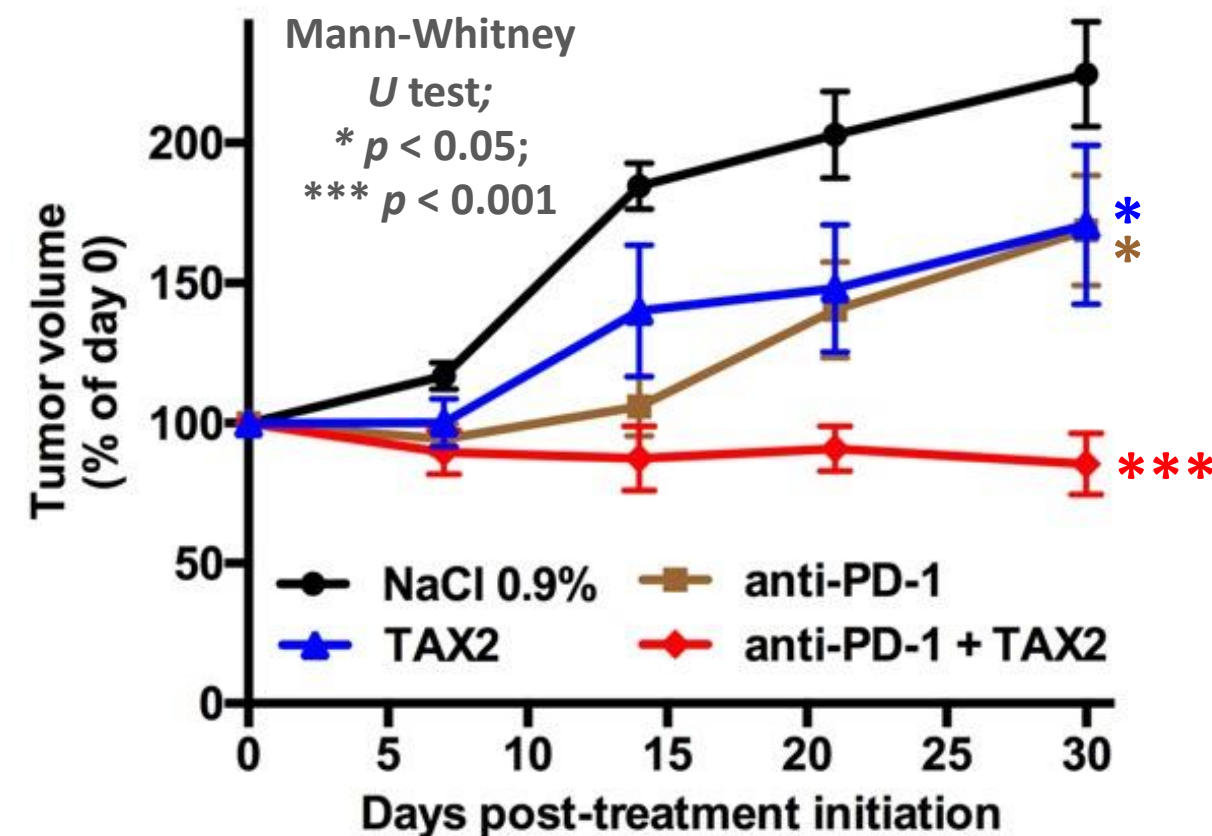 Mann-Whitney
U test;
* p < 0.05;
*** p < 0.001
200
150
100
50
0
Tumor volume
(% of day 0)
*
*
***
NaCl 0.9%
anti-PD-1
TAX2
anti-PD-1 + TAX2
0 5 10 15 20 25 30
Days post-treatment initiation